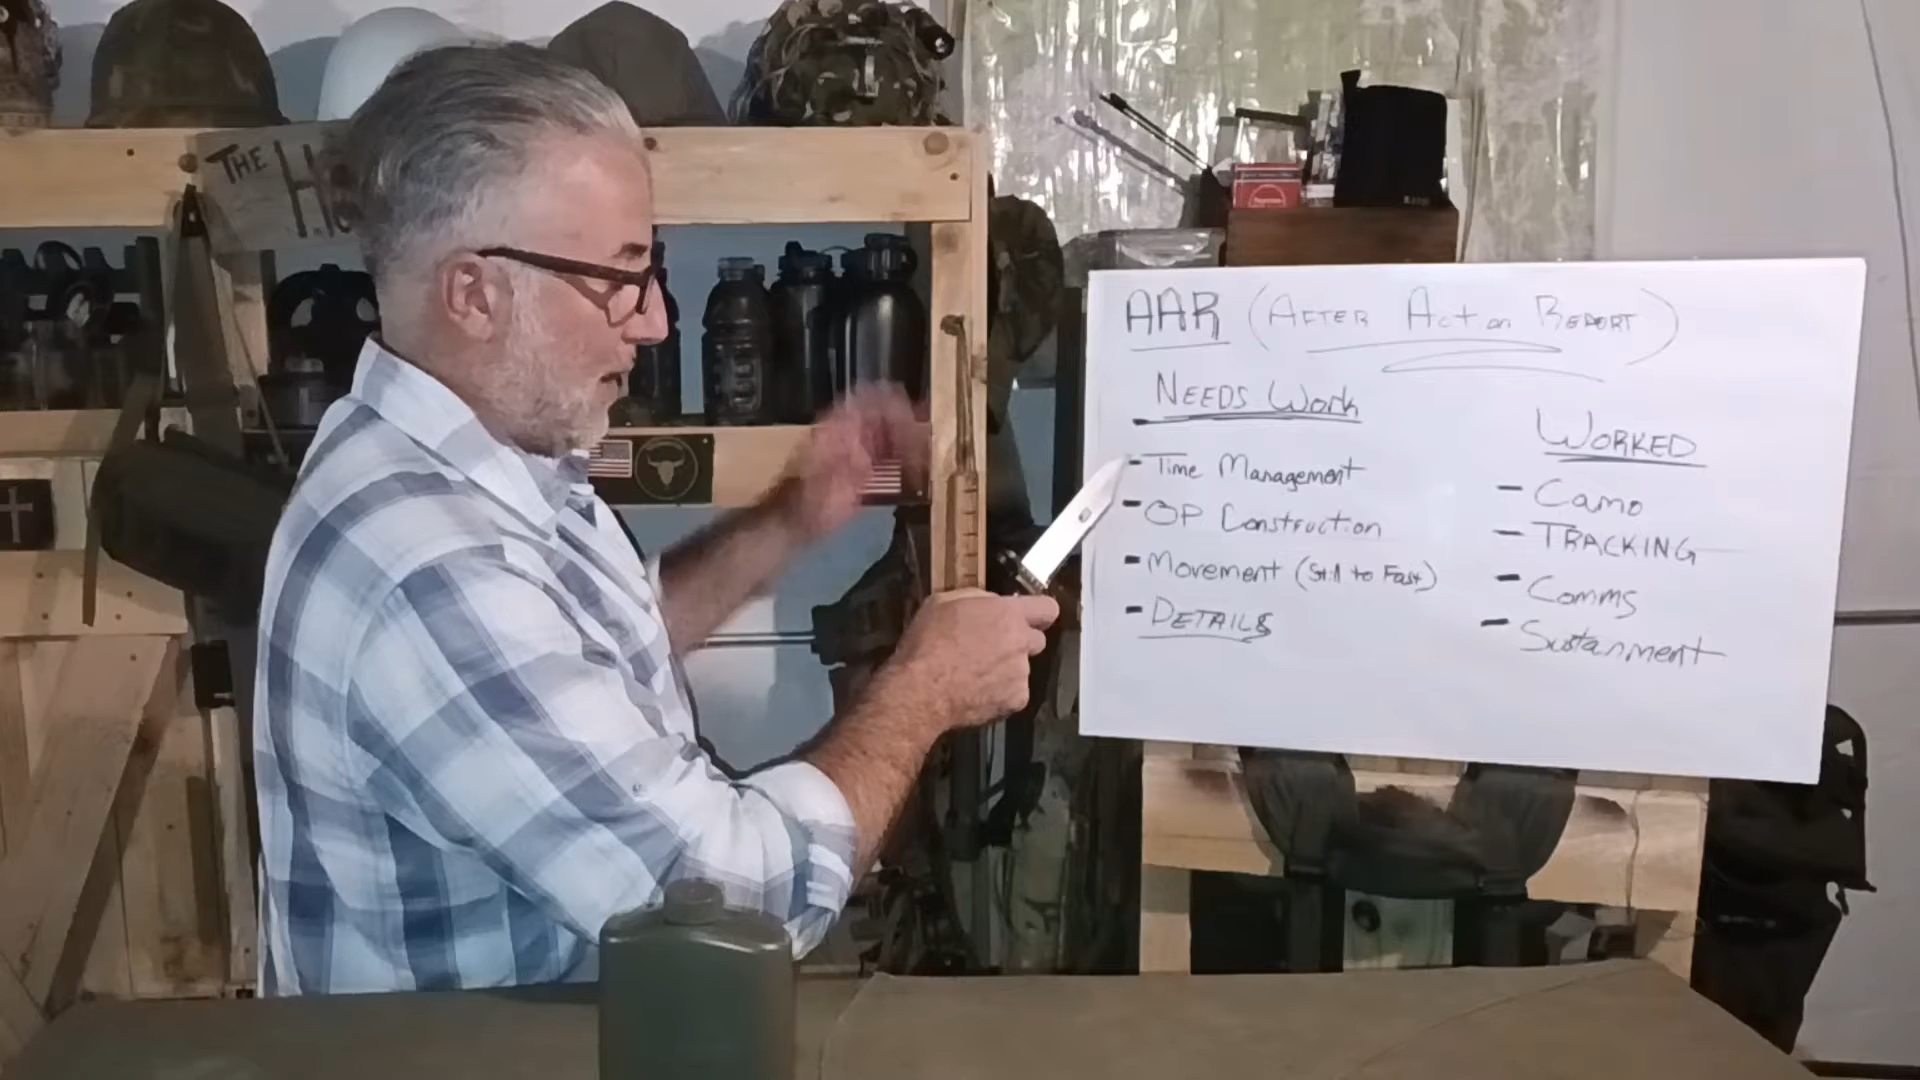 THE
AAR (AFTER Action REPORT)
NEEDS Work
- Time Management
- OP Construction
- Movement (Still to Fast)
- DETAILS
WORKED
- Camo
- TRACKING
- Comms
- Sustanment